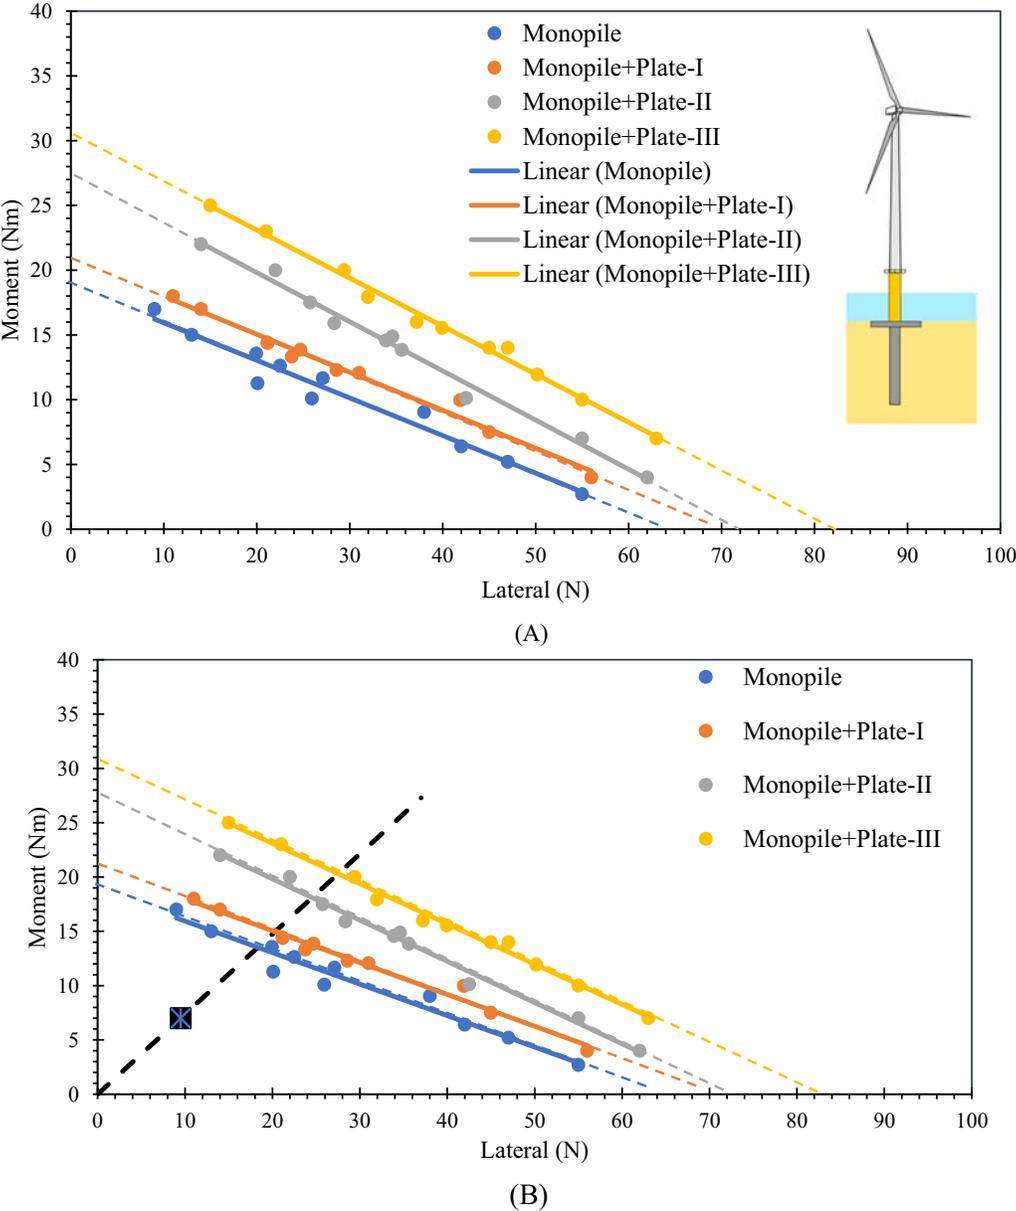 40
35
30
25
20
15
10
5
0
Moment (Nm)
Monopile
Monopile+Plate-I
Monopile+Plate-II
Monopile+Plate-III
Linear (Monopile)
Linear (Monopile+Plate-I)
Linear (Monopile+Plate-II)
Linear (Monopile+Plate-III)
0 10 20 30 40 50 60 70 80 90 100
Lateral (N)
(A)
40
35
30
25
20
15
10
5
0
Moment (Nm)
Monopile
Monopile+Plate-I
Monopile+Plate-II
Monopile+Plate-III
0 10 20 30 40 50 60 70 80 90 100
Lateral (N)
(B)